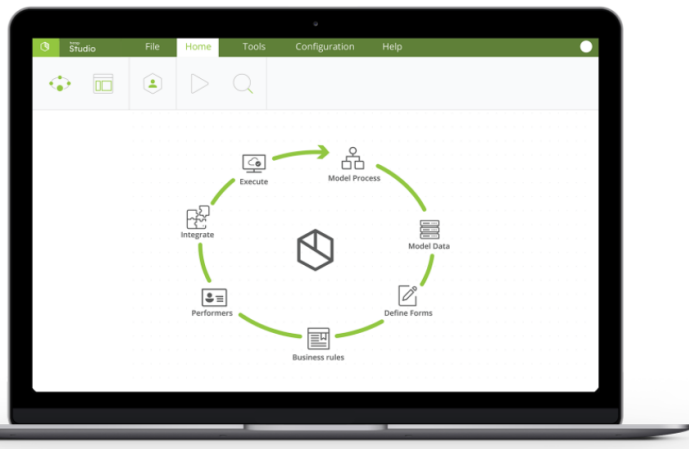 Studio
File
Home
Tools
Configuration
Help
Execute
Model Process
Integrate
Model Data
Performers
Define Forms
Business rules